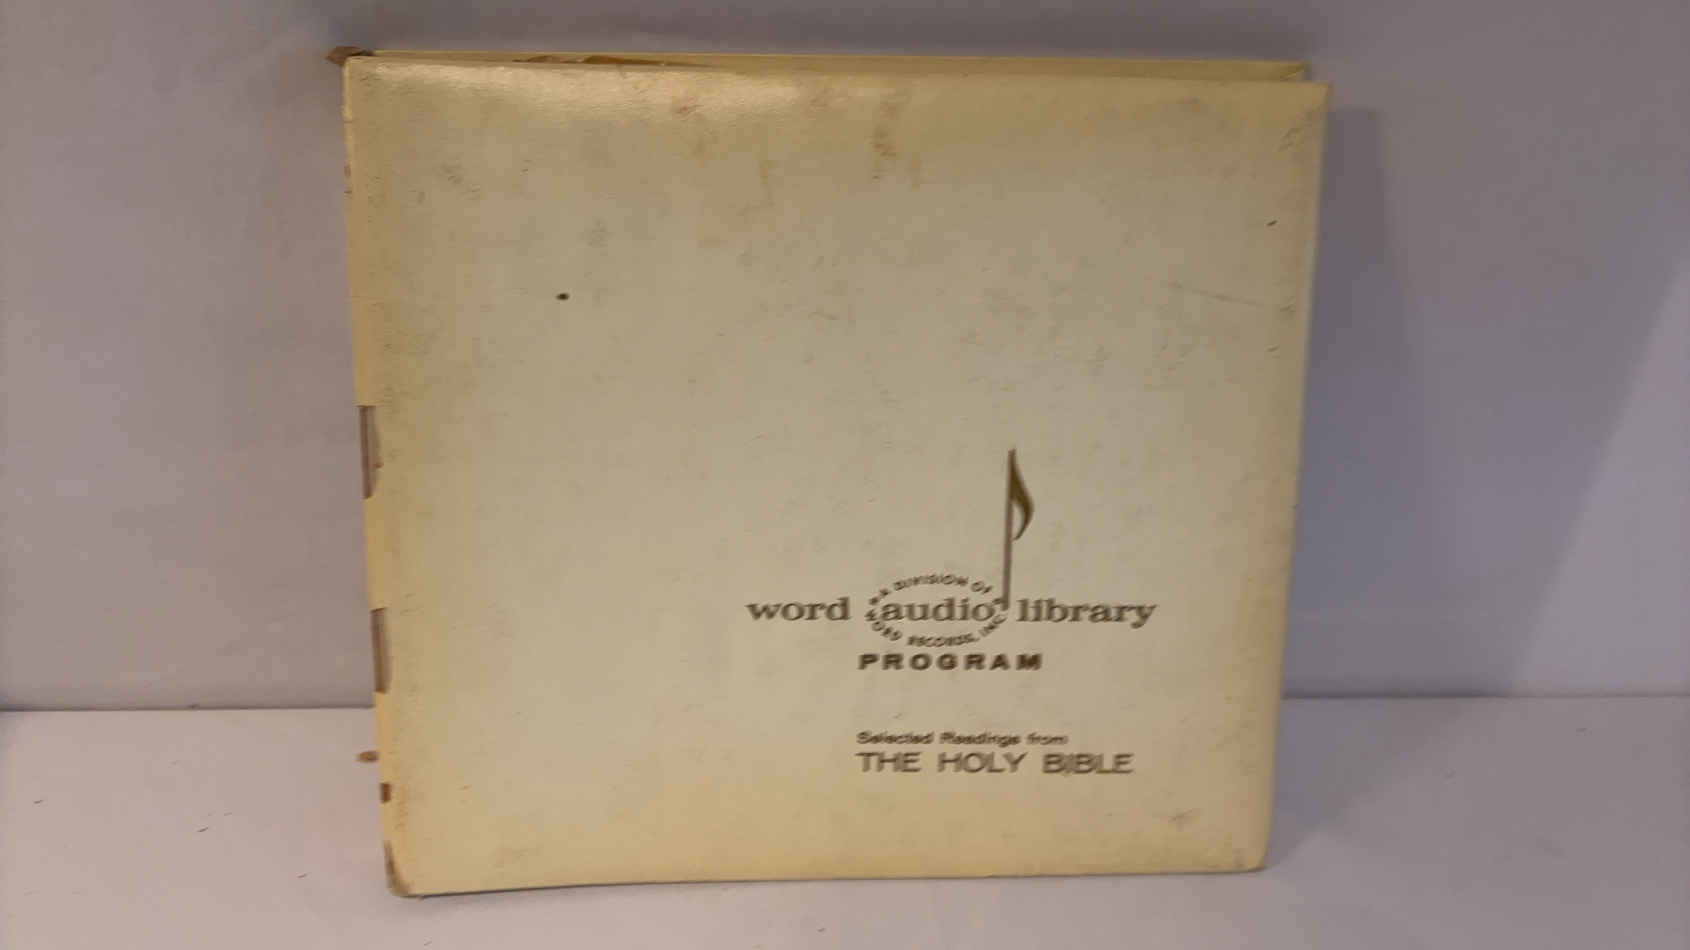 A DIVISION OF
word audio library
WORD RECORDS, INC.
PROGRAM
Selected Readings from
THE HOLY BIBLE